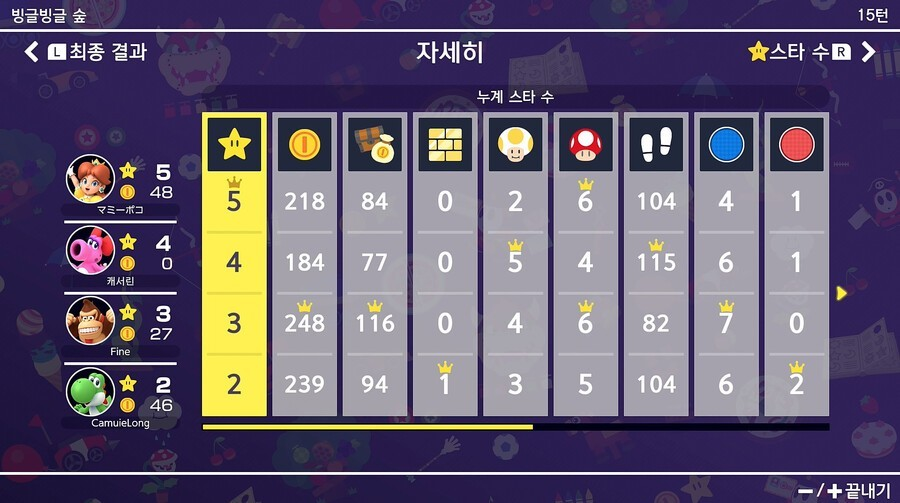 빙글빙글 숲
15턴
L 최종 결과
자세히
스타 수 R
누계 스타 수
5
48
マミーポコ
5 218 84 0 2 6 104 4 1
4
0
캐서린
4 184 77 0 5 4 115 6 1
3
27
Fine
3 248 116 0 4 6 82 7 0
2
46
CamuieLong
2 239 94 1 3 5 104 6 2
−/+끝내기